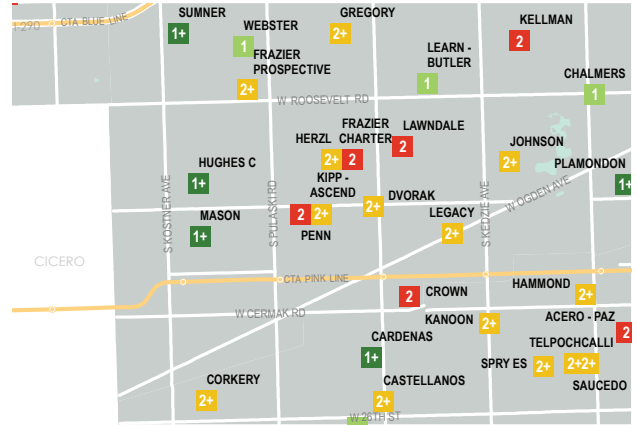 SUMNER
GREGORY
KELLMAN
I-290
CTA BLUE LINE
WEBSTER
1+
2+
2
1
LEARN -
BUTLER
FRAZIER
PROSPECTIVE
1
CHALMERS
2+
1
W ROOSEVELT RD
FRAZIER
CHARTER
LAWNDALE
HERZL
2
JOHNSON
2+
2
2+
HUGHES C
PLAMONDON
KIPP -
ASCEND
1+
1+
DVORAK
S KOSTNER AVE
S PULASKI RD
S KEDZIE AVE
W OGDEN AVE
MASON
2
2+
2+
LEGACY
1+
PENN
2+
CICERO
CTA PINK LINE
HAMMOND
2
CROWN
2+
W CERMAK RD
KANOON
2+
ACERO - PAZ
2
CARDENAS
TELPOCHCALLI
1+
SPRY ES
2+
2+
2+
CORKERY
CASTELLANOS
SAUCEDO
2+
2+
W 26TH ST